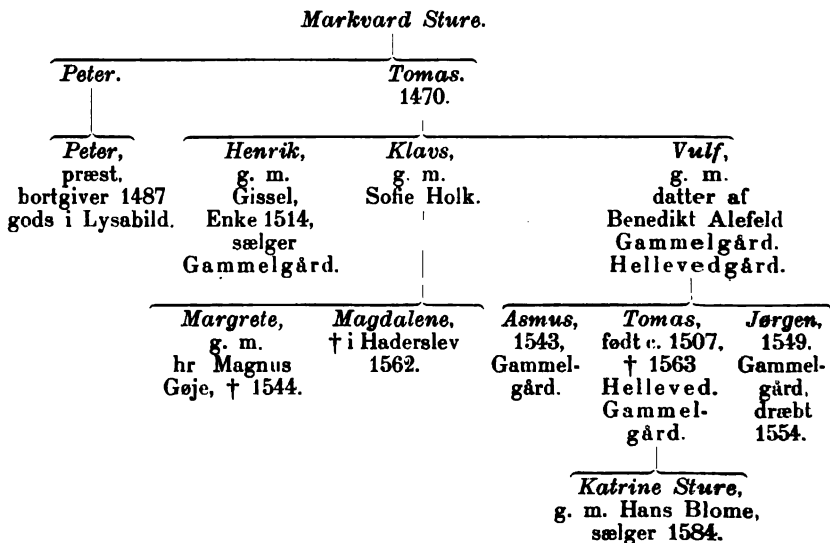 Markvard Sture.
Peter.
Tomas.
1470.
Peter,
præst,
bortgiver 1487
gods i Lysabild.
Henrik,
g. m.
Gissel,
Enke 1514,
sælger
Gammelgård.
Klavs,
g. m.
Sofie Holk.
Vulf,
g. m.
datter af
Benedikt Alefeld
Gammelgård.
Hellevedgård.
Margrete,
g. m.
hr Magnus
Gøje, † 1544.
Magdalene,
† i Haderslev
1562.
Asmus,
1543,
Gammel-
gård.
Tomas,
født c. 1507,
† 1563
Helleved.
Gammel-
gård.
Jørgen,
1549.
Gammel-
gård,
dræbt
1554.
Katrine Sture,
g. m. Hans Blome,
sælger 1584.